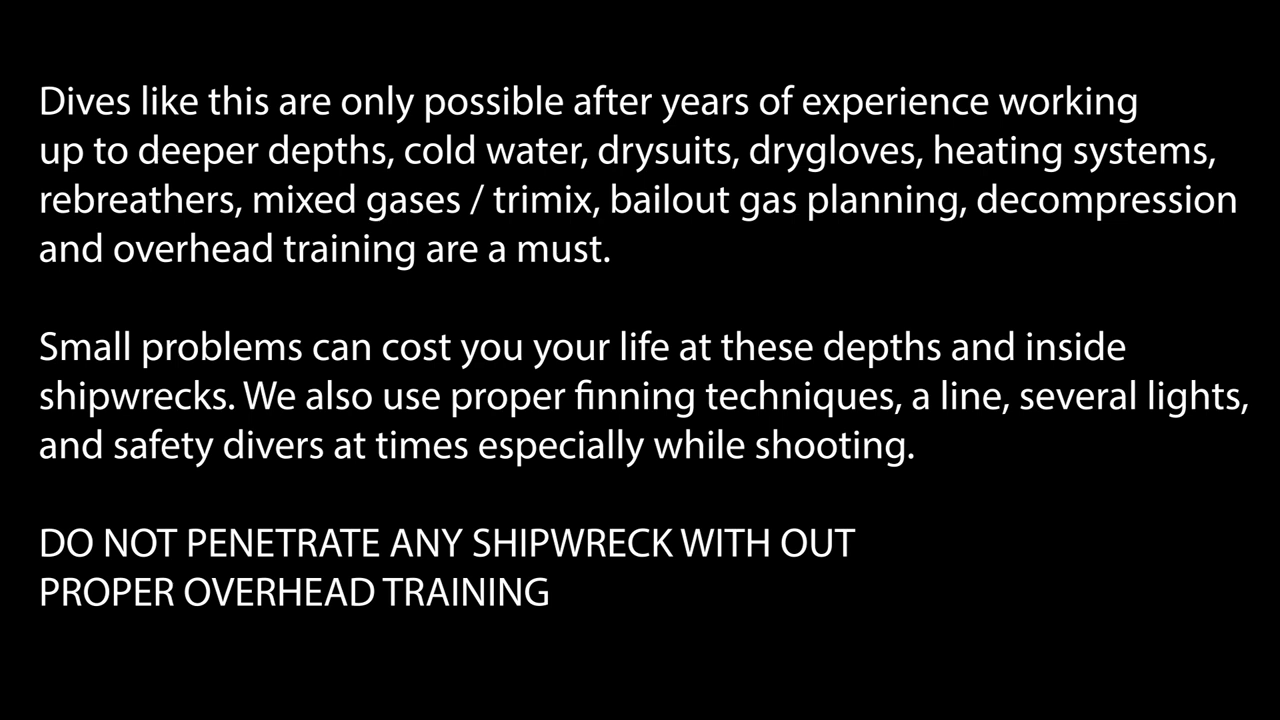 Dives like this are only possible after years of experience working
up to deeper depths, cold water, drysuits, drygloves, heating systems,
rebreathers, mixed gases / trimix, bailout gas planning, decompression
and overhead training are a must.
Small problems can cost you your life at these depths and inside
shipwrecks. We also use proper finning techniques, a line, several lights,
and safety divers at times especially while shooting.
DO NOT PENETRATE ANY SHIPWRECK WITH OUT
PROPER OVERHEAD TRAINING